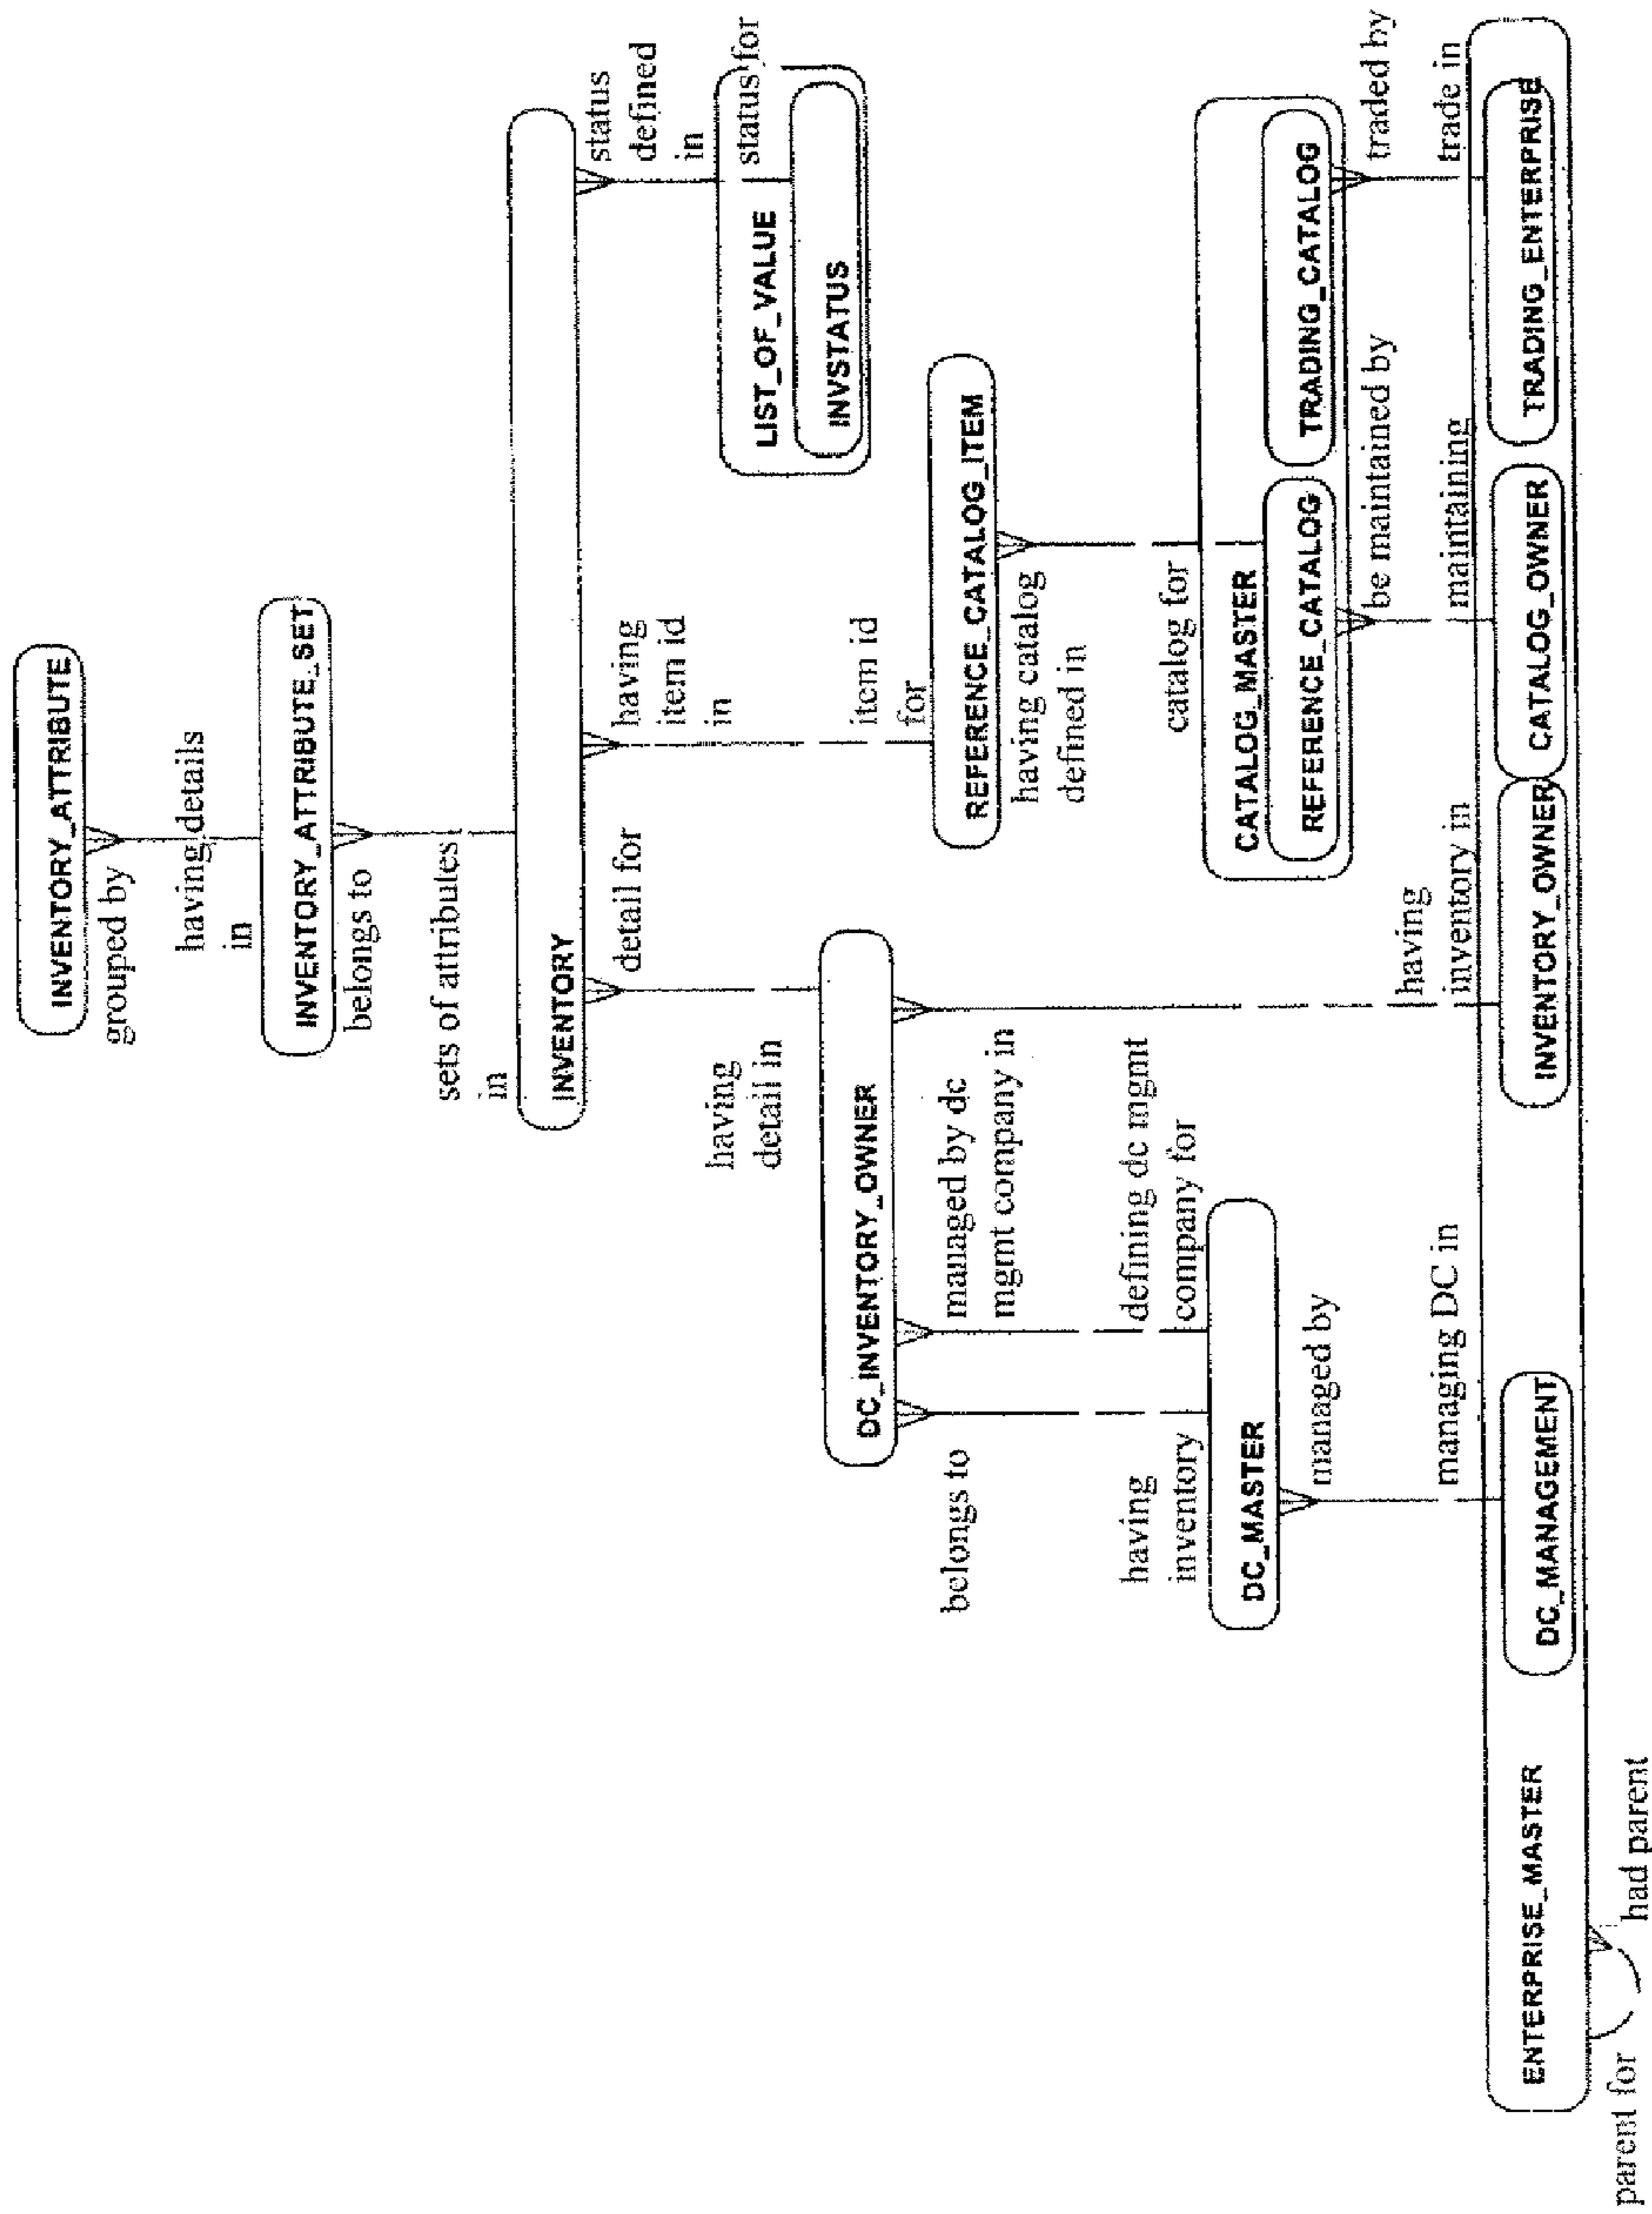 INVENTORY_ATTRIBUTE
grouped by
having details
in
INVENTORY_ATTRIBUTE_SET
belongs to
sets of attributes
in
INVENTORY
status
defined
in
status for
LIST_OF_VALUE
INVSTATUS
having
item id
in
item id
for
REFERENCE_CATALOG_ITEM
having catalog
defined in
catalog for
CATALOG_MASTER
REFERENCE_CATALOG
TRADING_CATALOG
detail for
having
detail in
DC_INVENTORY_OWNER
belongs to
having
inventory
managed by dc
mgmt company in
defining dc mgmt
company for
DC_MASTER
managed by
managing DC in
having
inventory in
be maintained by
maintaining
traded by
trade in
ENTERPRISE_MASTER
DC_MANAGEMENT
INVENTORY_OWNER
CATALOG_OWNER
TRADING_ENTERPRISE
parent for
had parent